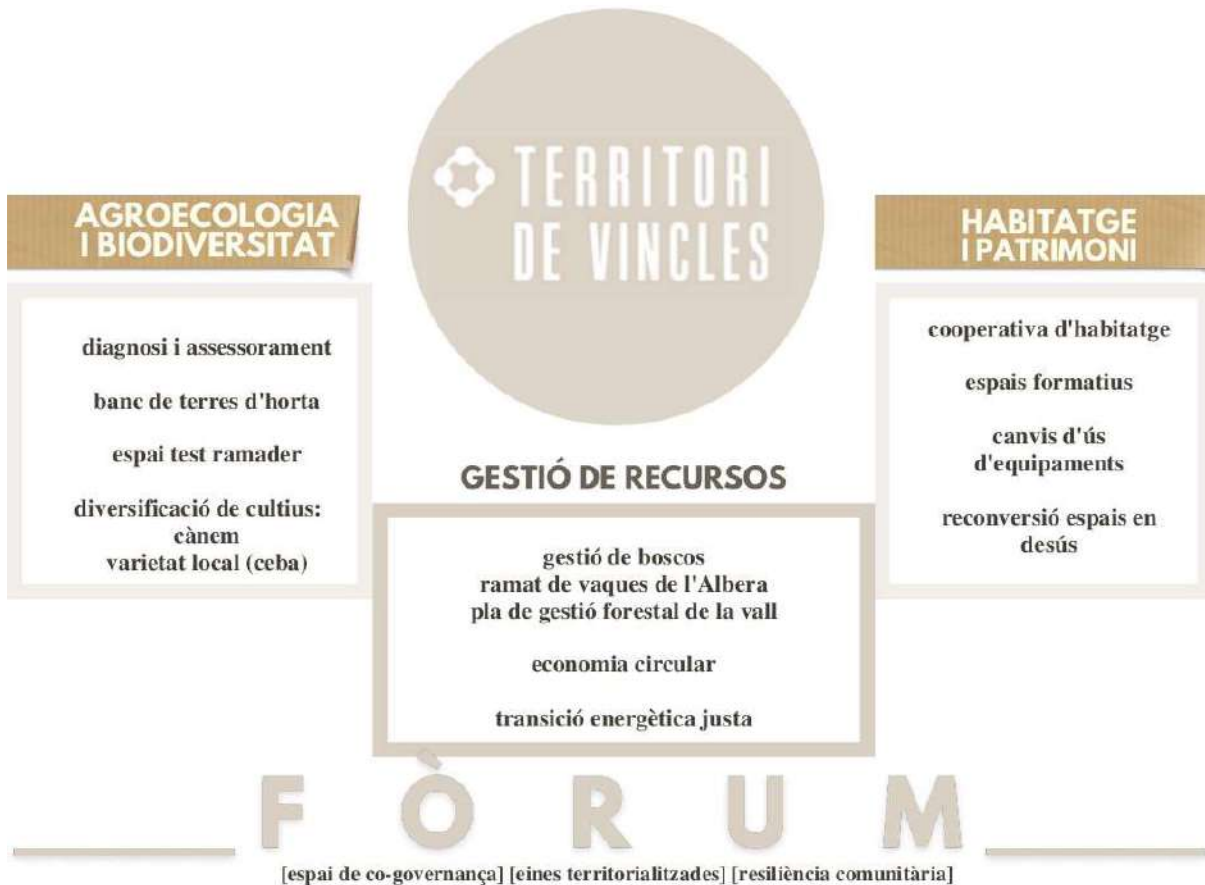 TERRITORI
DE VINCLES
AGROECOLOGIA
I BIODIVERSITAT
diagnosi i assessorament
banc de terres d'horta
espai test ramader
diversificació de cultius:
cànem
varietat local (ceba)
GESTIÓ DE RECURSOS
gestió de boscos
ramat de vaques de l'Albera
pla de gestió forestal de la vall
economia circular
transició energètica justa
HABITATGE
I PATRIMONI
cooperativa d'habitatge
espais formatius
canvis d'ús
d'equipaments
reconversió espais en
desús
FÒRUM
[espai de co-governança] [eines territorialitzades] [resiliència comunitària]